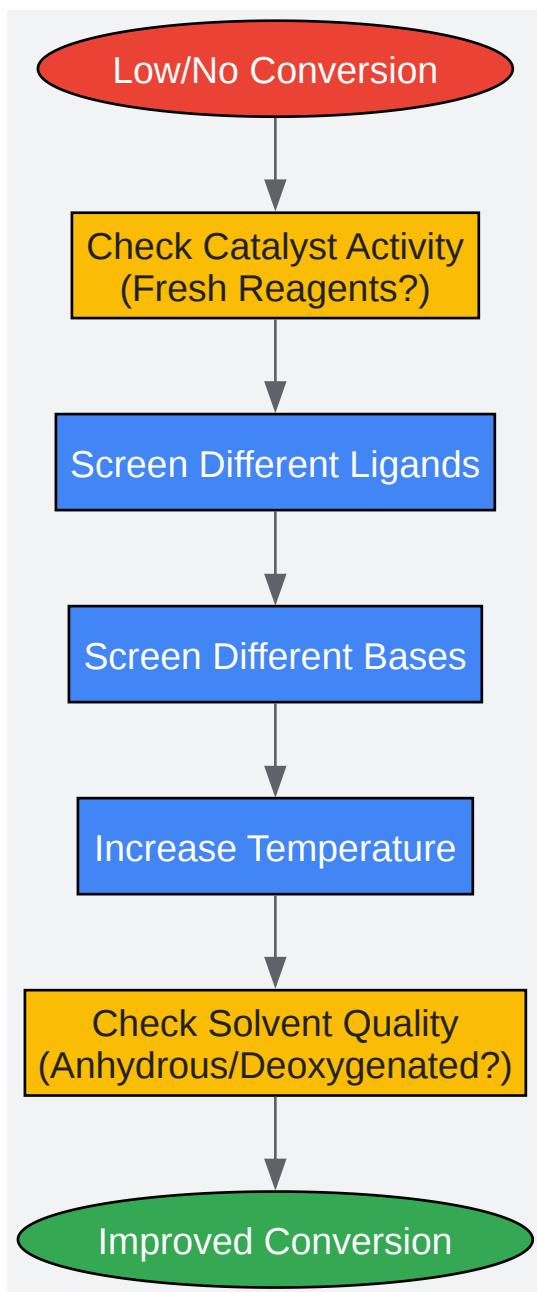 Low/No Conversion
Check Catalyst Activity
(Fresh Reagents?)
Screen Different Ligands
Screen Different Bases
Increase Temperature
Check Solvent Quality
(Anhydrous/Deoxygenated?)
Improved Conversion